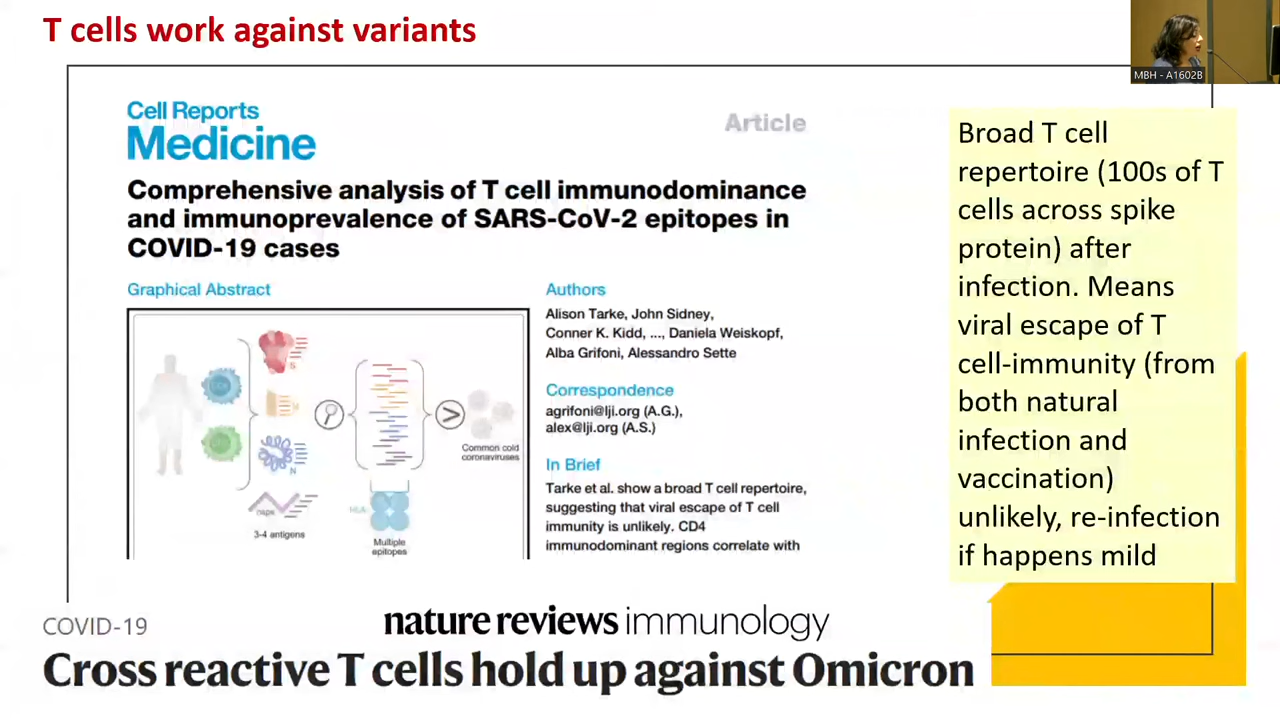 T cells work against variants
MBH - A1602B
Cell Reports
Medicine
Article
Comprehensive analysis of T cell immunodominance
and immunoprevalence of SARS-CoV-2 epitopes in
COVID-19 cases
Graphical Abstract
S
N
3-4 antigens
HLA
Multiple
epitopes
Common cold
coronaviruses
Authors
Alison Tarke, John Sidney,
Conner K. Kidd, ..., Daniela Weiskopf,
Alba Grifoni, Alessandro Sette
Correspondence
agrifoni@lji.org (A.G.),
alex@lji.org (A.S.)
In Brief
Tarke et al. show a broad T cell repertoire,
suggesting that viral escape of T cell
immunity is unlikely. CD4
immunodominant regions correlate with
Broad T cell
repertoire (100s of T
cells across spike
protein) after
infection. Means
viral escape of T
cell-immunity (from
both natural
infection and
vaccination)
unlikely, re-infection
if happens mild
COVID-19
nature reviews immunology
Cross reactive T cells hold up against Omicron